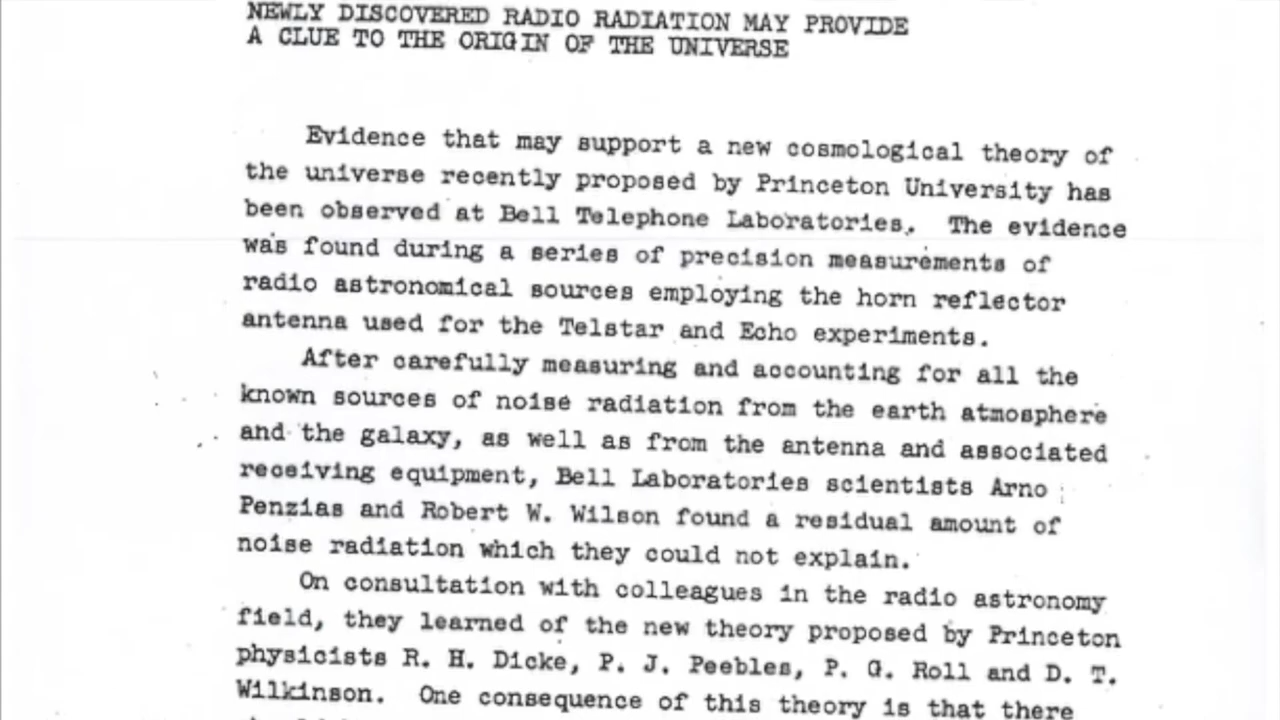 NEWLY DISCOVERED RADIO RADIATION MAY PROVIDE
A CLUE TO THE ORIGIN OF THE UNIVERSE
Evidence that may support a new cosmological theory of
the universe recently proposed by Princeton University has
been observed at Bell Telephone Laboratories. The evidence
was found during a series of precision measurements of
radio astronomical sources employing the horn reflector
antenna used for the Telstar and Echo experiments.
After carefully measuring and accounting for all the
known sources of noise radiation from the earth atmosphere
and the galaxy, as well as from the antenna and associated
receiving equipment, Bell Laboratories scientists Arno
Penzias and Robert W. Wilson found a residual amount of
noise radiation which they could not explain.
On consultation with colleagues in the radio astronomy
field, they learned of the new theory proposed by Princeton
physicists R. H. Dicke, P. J. Peebles, P. G. Roll and D. T.
Wilkinson. One consequence of this theory is that there